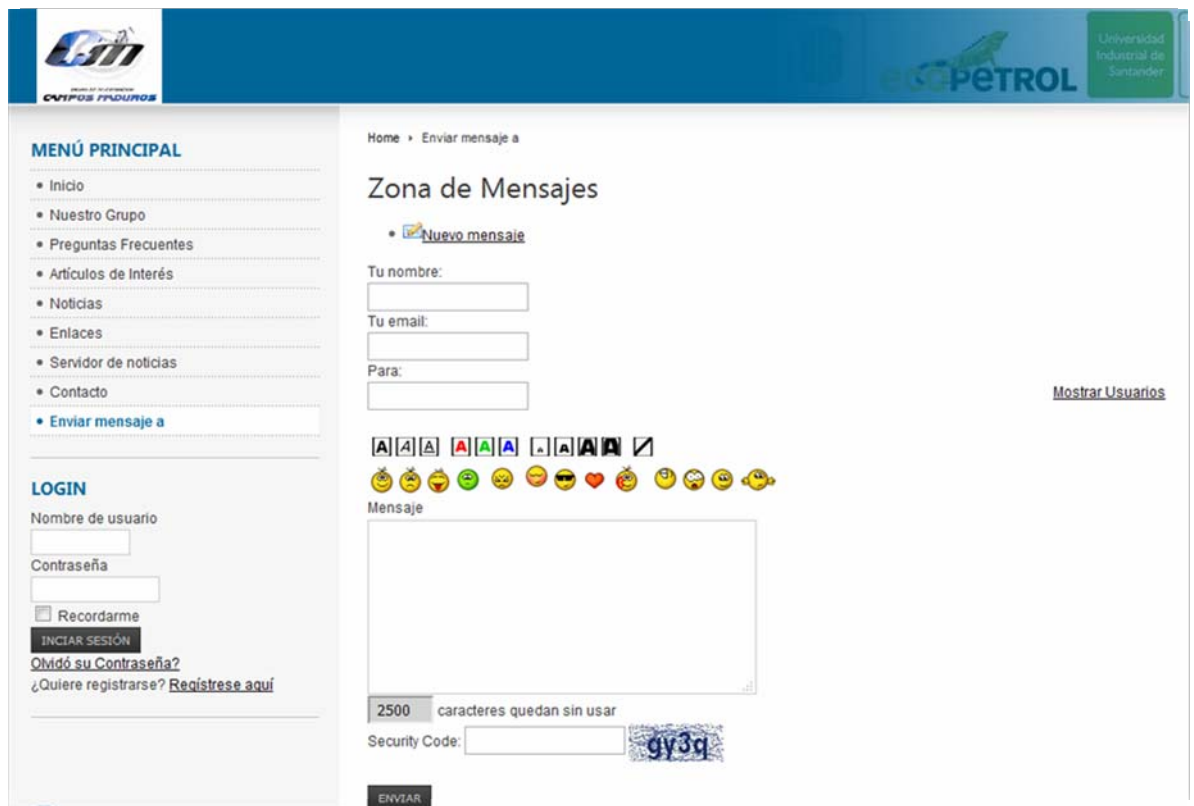 CAMPOS MADUROS
ecopetrol
Universidad
Industrial de
Santander
MENÚ PRINCIPAL
Inicio
Nuestro Grupo
Preguntas Frecuentes
Artículos de Interés
Noticias
Enlaces
Servidor de noticias
Contacto
Enviar mensaje a
LOGIN
Nombre de usuario
Contraseña
Recordarme
INCIAR SESIÓN
Olvidó su Contraseña?
¿Quiere registrarse? Regístrese aquí
Home Enviar mensaje a
Zona de Mensajes
Nuevo mensaje
Tu nombre:
Tu email:
Para:
Mostrar Usuarios
A A A A A A A A A A
Mensaje
2500 caracteres quedan sin usar
Security Code: gy3q
ENVIAR